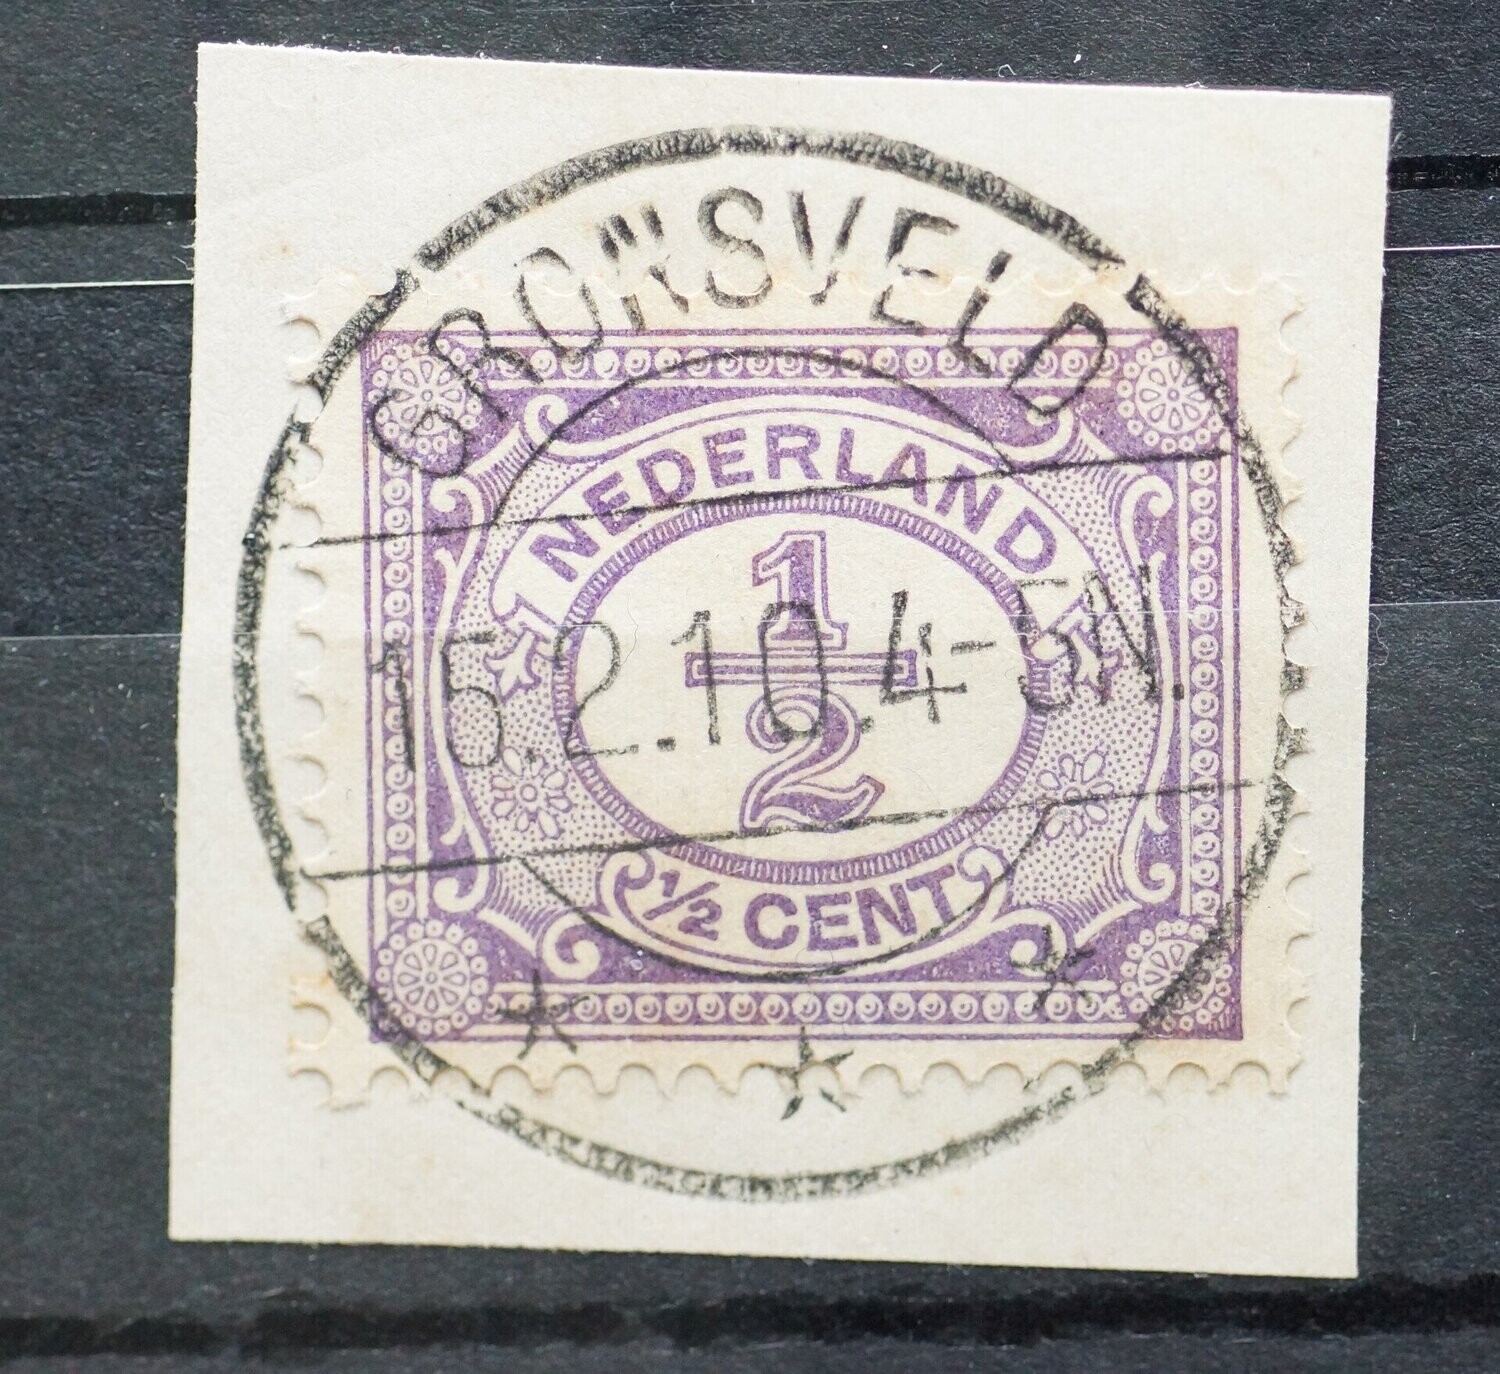 GRONSVELD
NEDERLAND
1/2
15.2.10.4-5N.
1/2 CENT